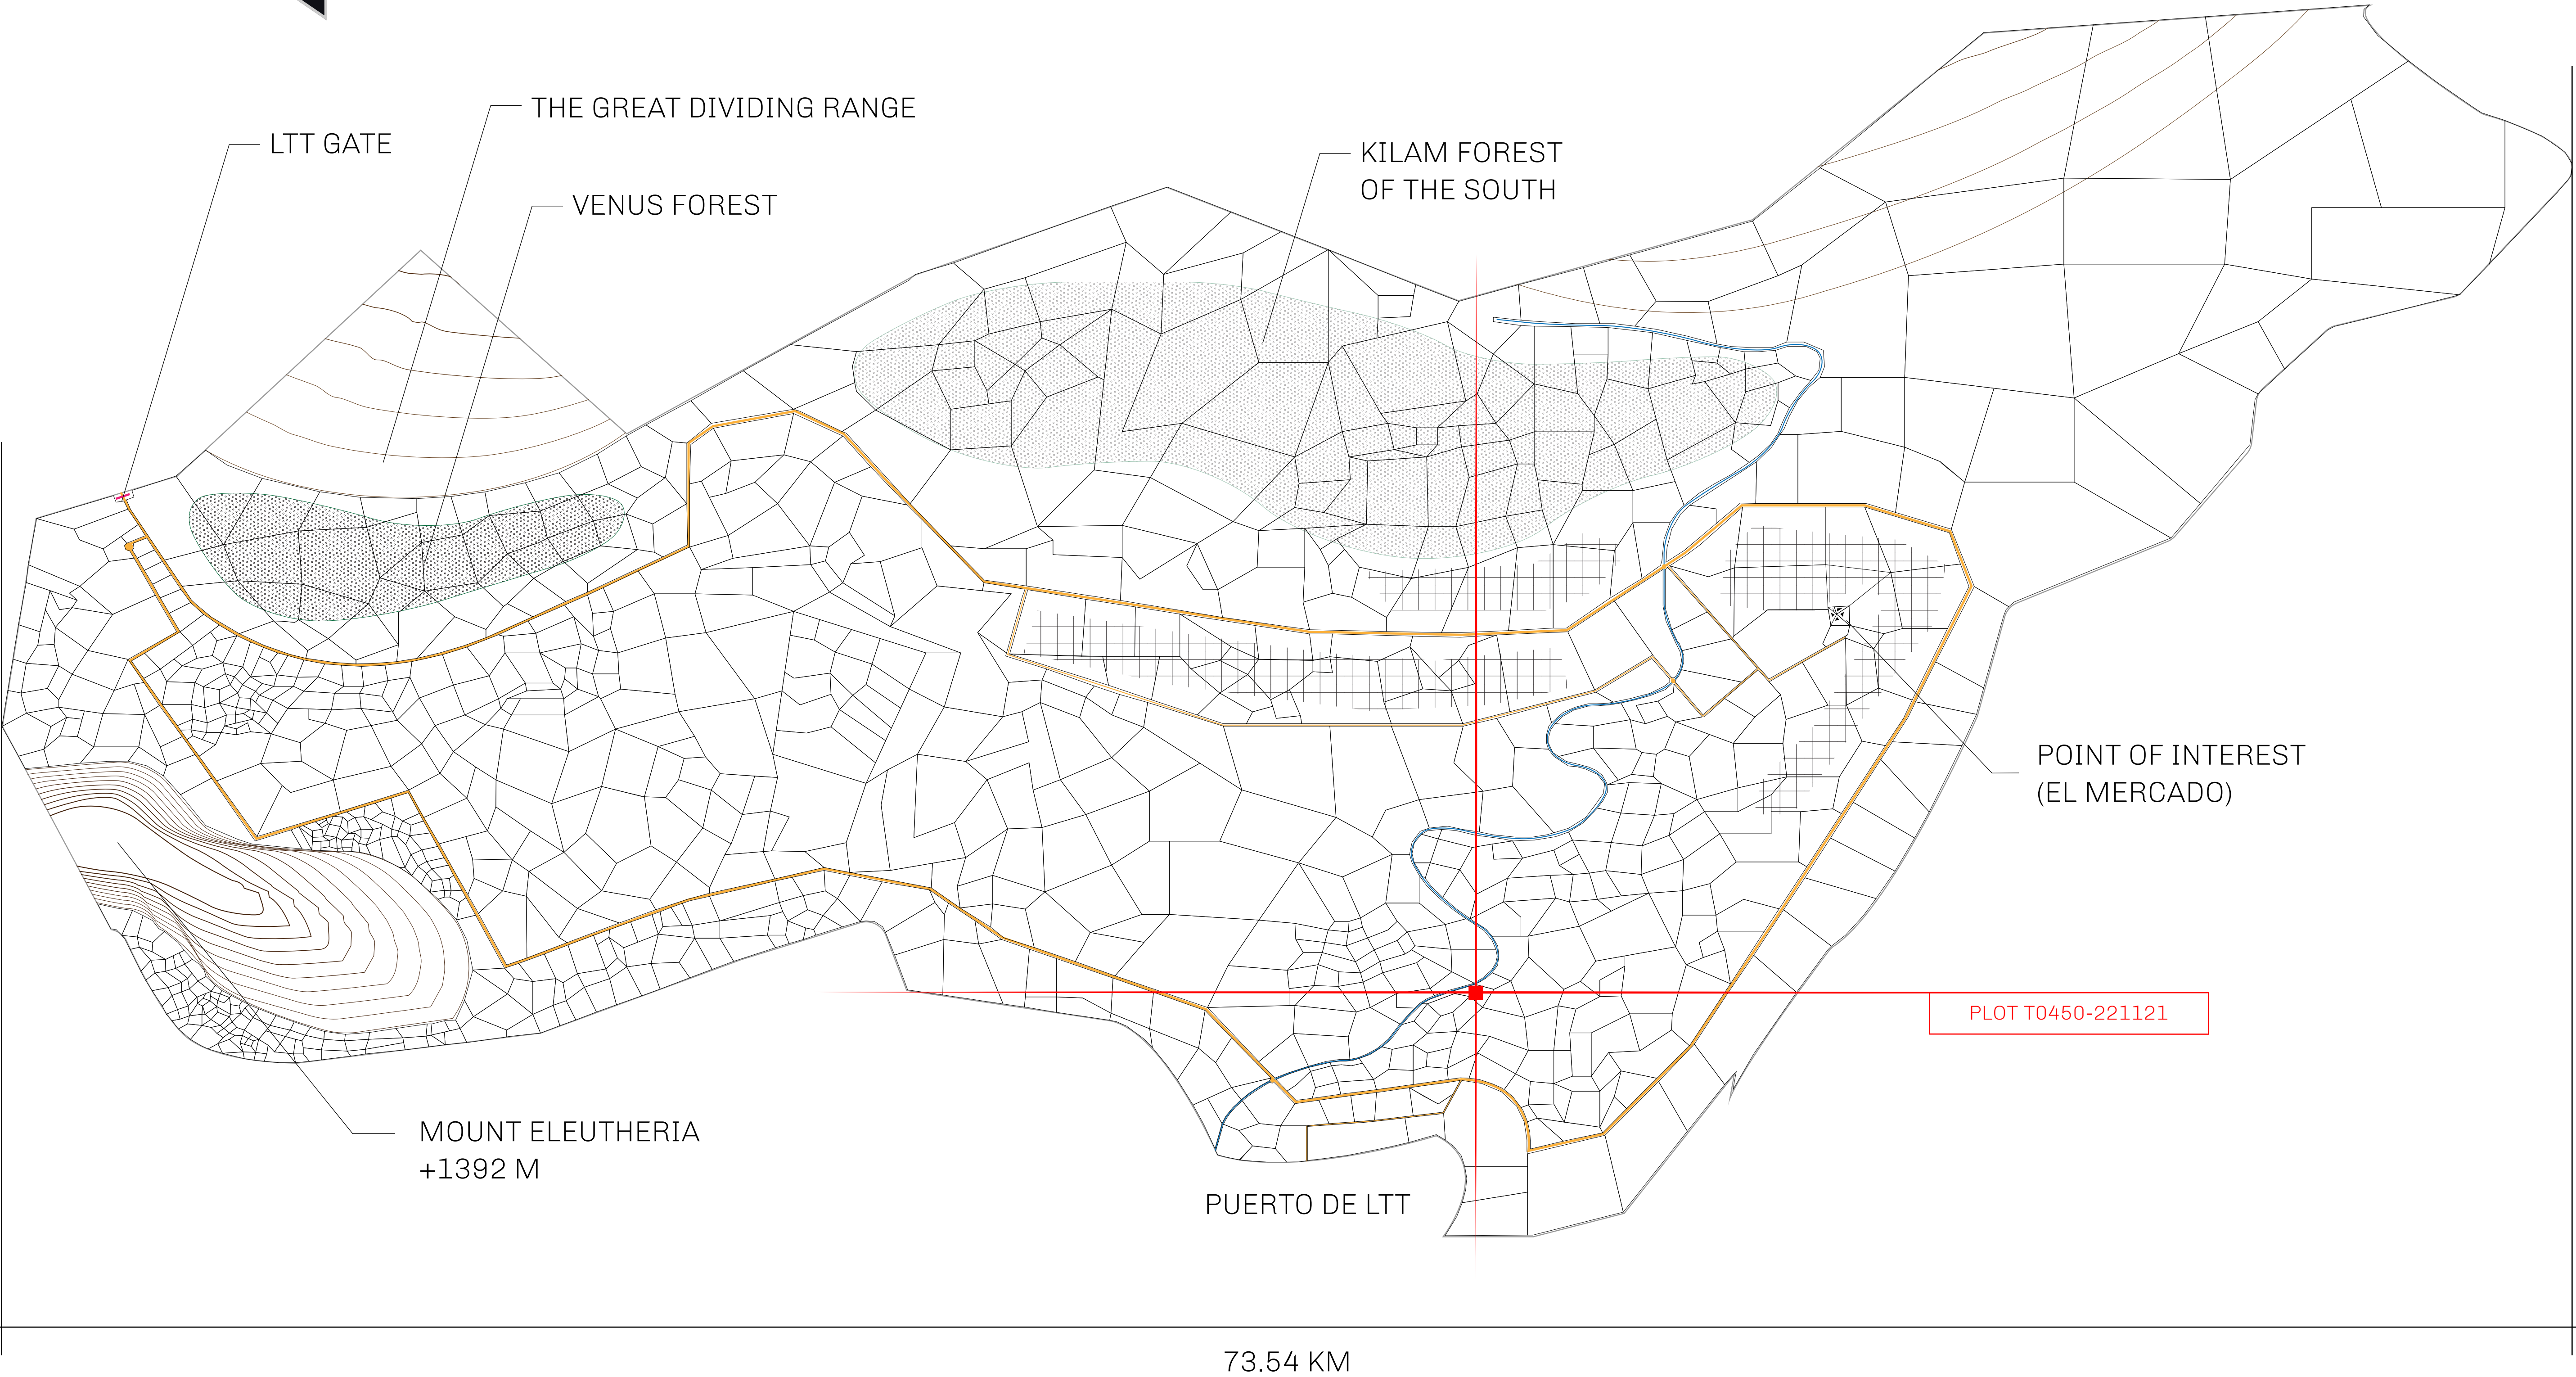 THE GREAT DIVIDING RANGE
LTT GATE
VENUS FOREST
KILAM FOREST
OF THE SOUTH
POINT OF INTEREST
(EL MERCADO)
PLOT T0450-221121
MOUNT ELEUTHERIA
+1392 M
PUERTO DE LTT
73.54 KM